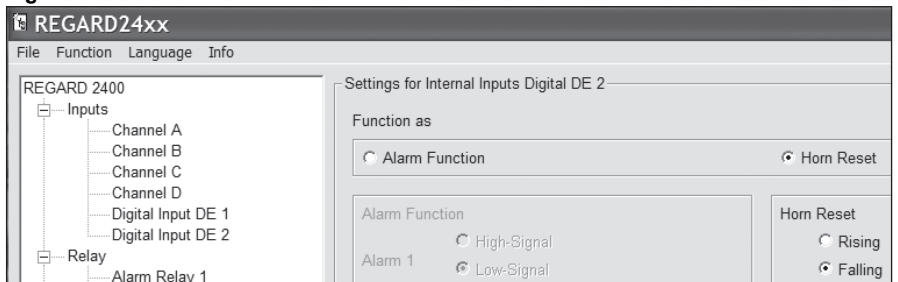 REGARD24xx
File Function Language Info
REGARD 2400
Inputs
Channel A
Channel B
Channel C
Channel D
Digital Input DE 1
Digital Input DE 2
Relay
Alarm Relay 1
Settings for Internal Inputs Digital DE 2
Function as
Alarm Function
Horn Reset
Alarm Function
High-Signal
Alarm 1
Low-Signal
Horn Reset
Rising
Falling